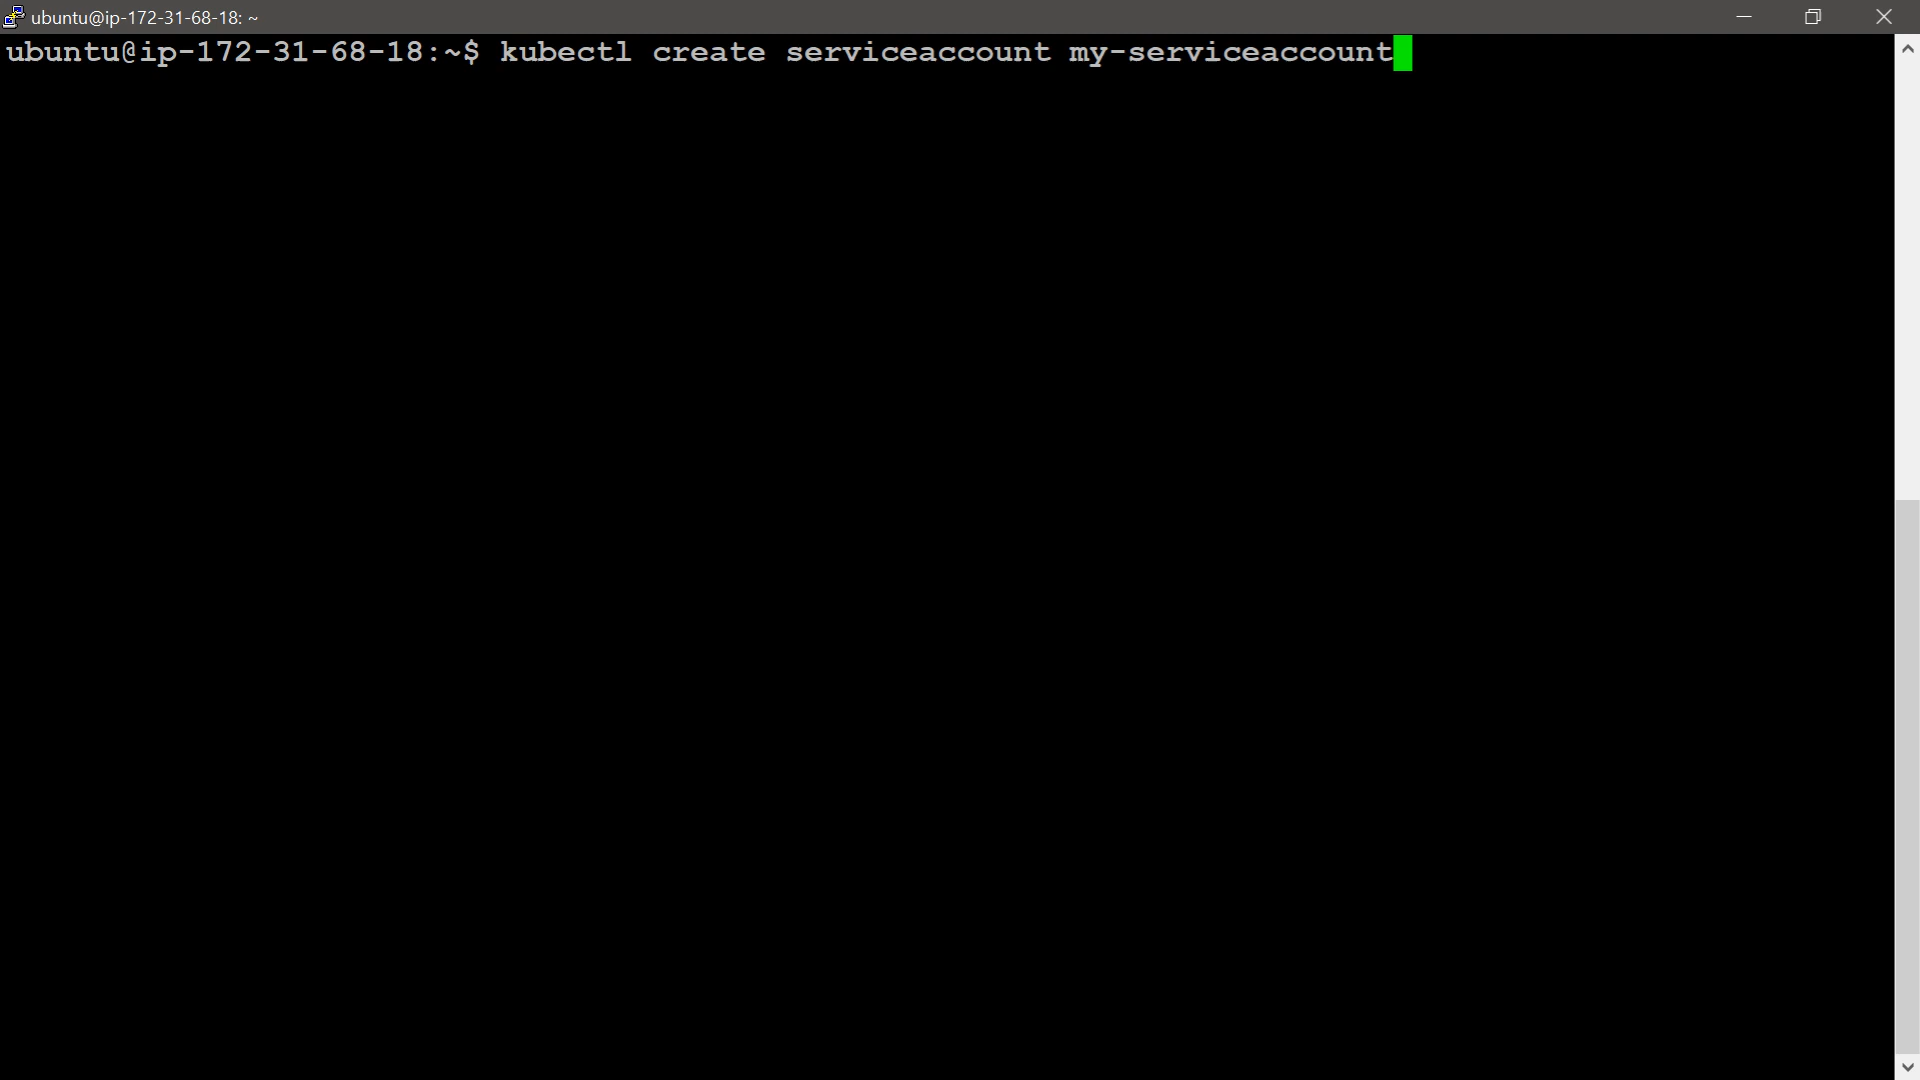 ubuntu@ip-172-31-68-18: ~
ubuntu@ip-172-31-68-18:~$ kubectl create serviceaccount my-serviceaccount